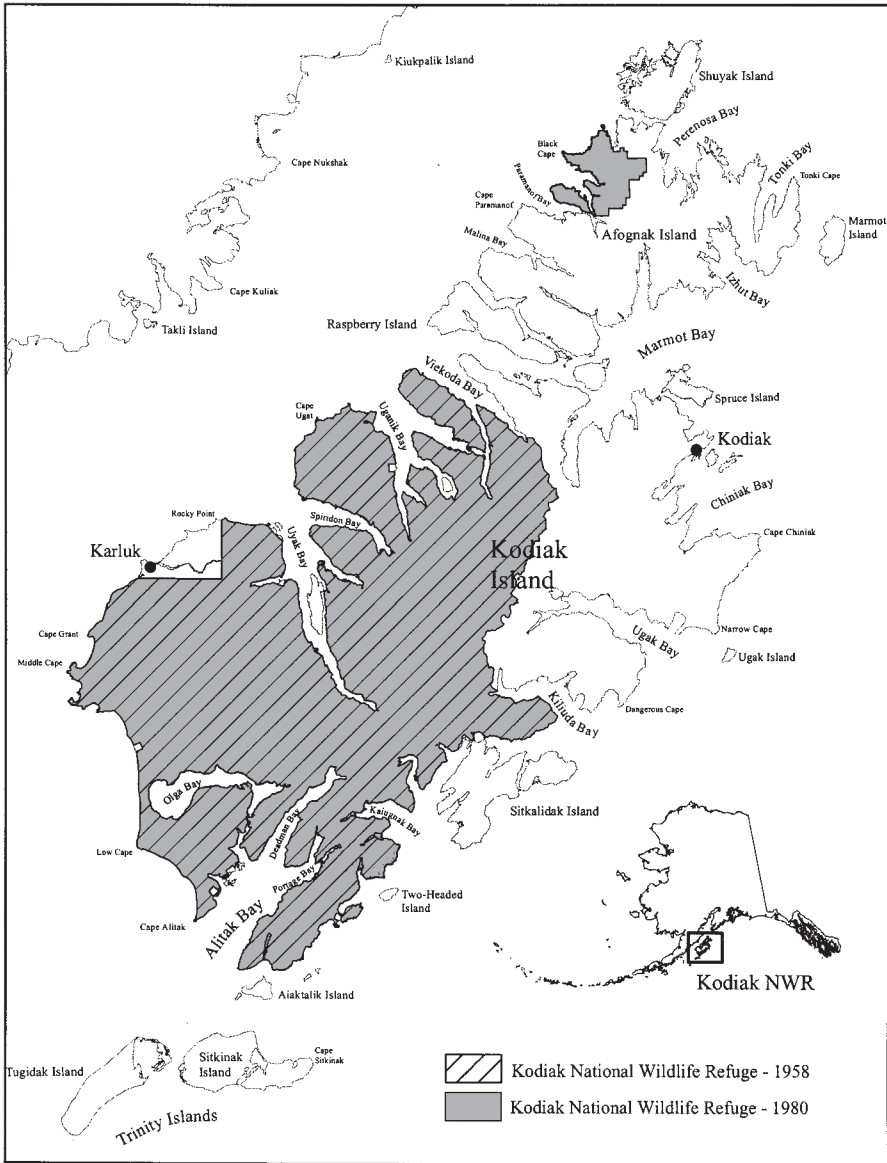 Kiukpalik Island
Shuyak Island
Perenosa Bay
Black
Cape
Tonki Bay
Cape Nukshak
Tonki Cape
Paramanof Bay
Cape
Paramanof
Marmot
Island
Malina Bay
Afognak Island
Izhut Bay
Cape Kuliak
Takli Island
Raspberry Island
Marmot Bay
Viekoda Bay
Spruce Island
Cape
Ugat
Uganik Bay
Kodiak
Chiniak Bay
Rocky Point
Spiridon Bay
Uyak Bay
Cape Chiniak
Karluk
Kodiak
Island
Cape Grant
Ugak Bay
Narrow Cape
Middle Cape
Ugak Island
Kiliuda Bay
Dangerous Cape
Olga Bay
Deadman Bay
Kaiugnak Bay
Sitkalidak Island
Low Cape
Portage Bay
Two-Headed
Island
Cape Alitak
Alitak Bay
Kodiak NWR
Aiaktalik Island
Cape
Sitkinak
Sitkinak
Island
Tugidak Island
Trinity Islands
Kodiak National Wildlife Refuge - 1958
Kodiak National Wildlife Refuge - 1980